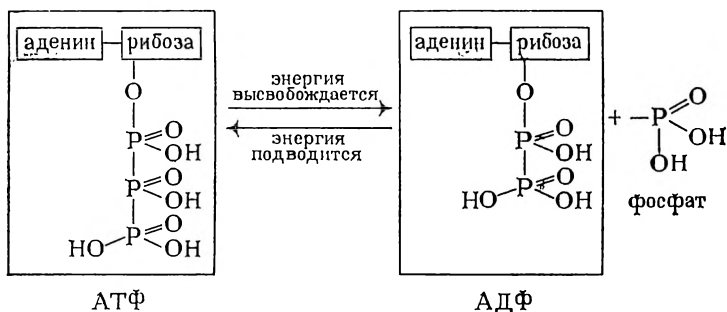 аденин рибоза
O
P O
OH
P O
OH
HO P O
OH
АТФ
энергия
высвобождается
энергия
подводится
аденин рибоза
O
P O
OH
HO P O
OH
АДФ
+ P O
OH
OH
фосфат